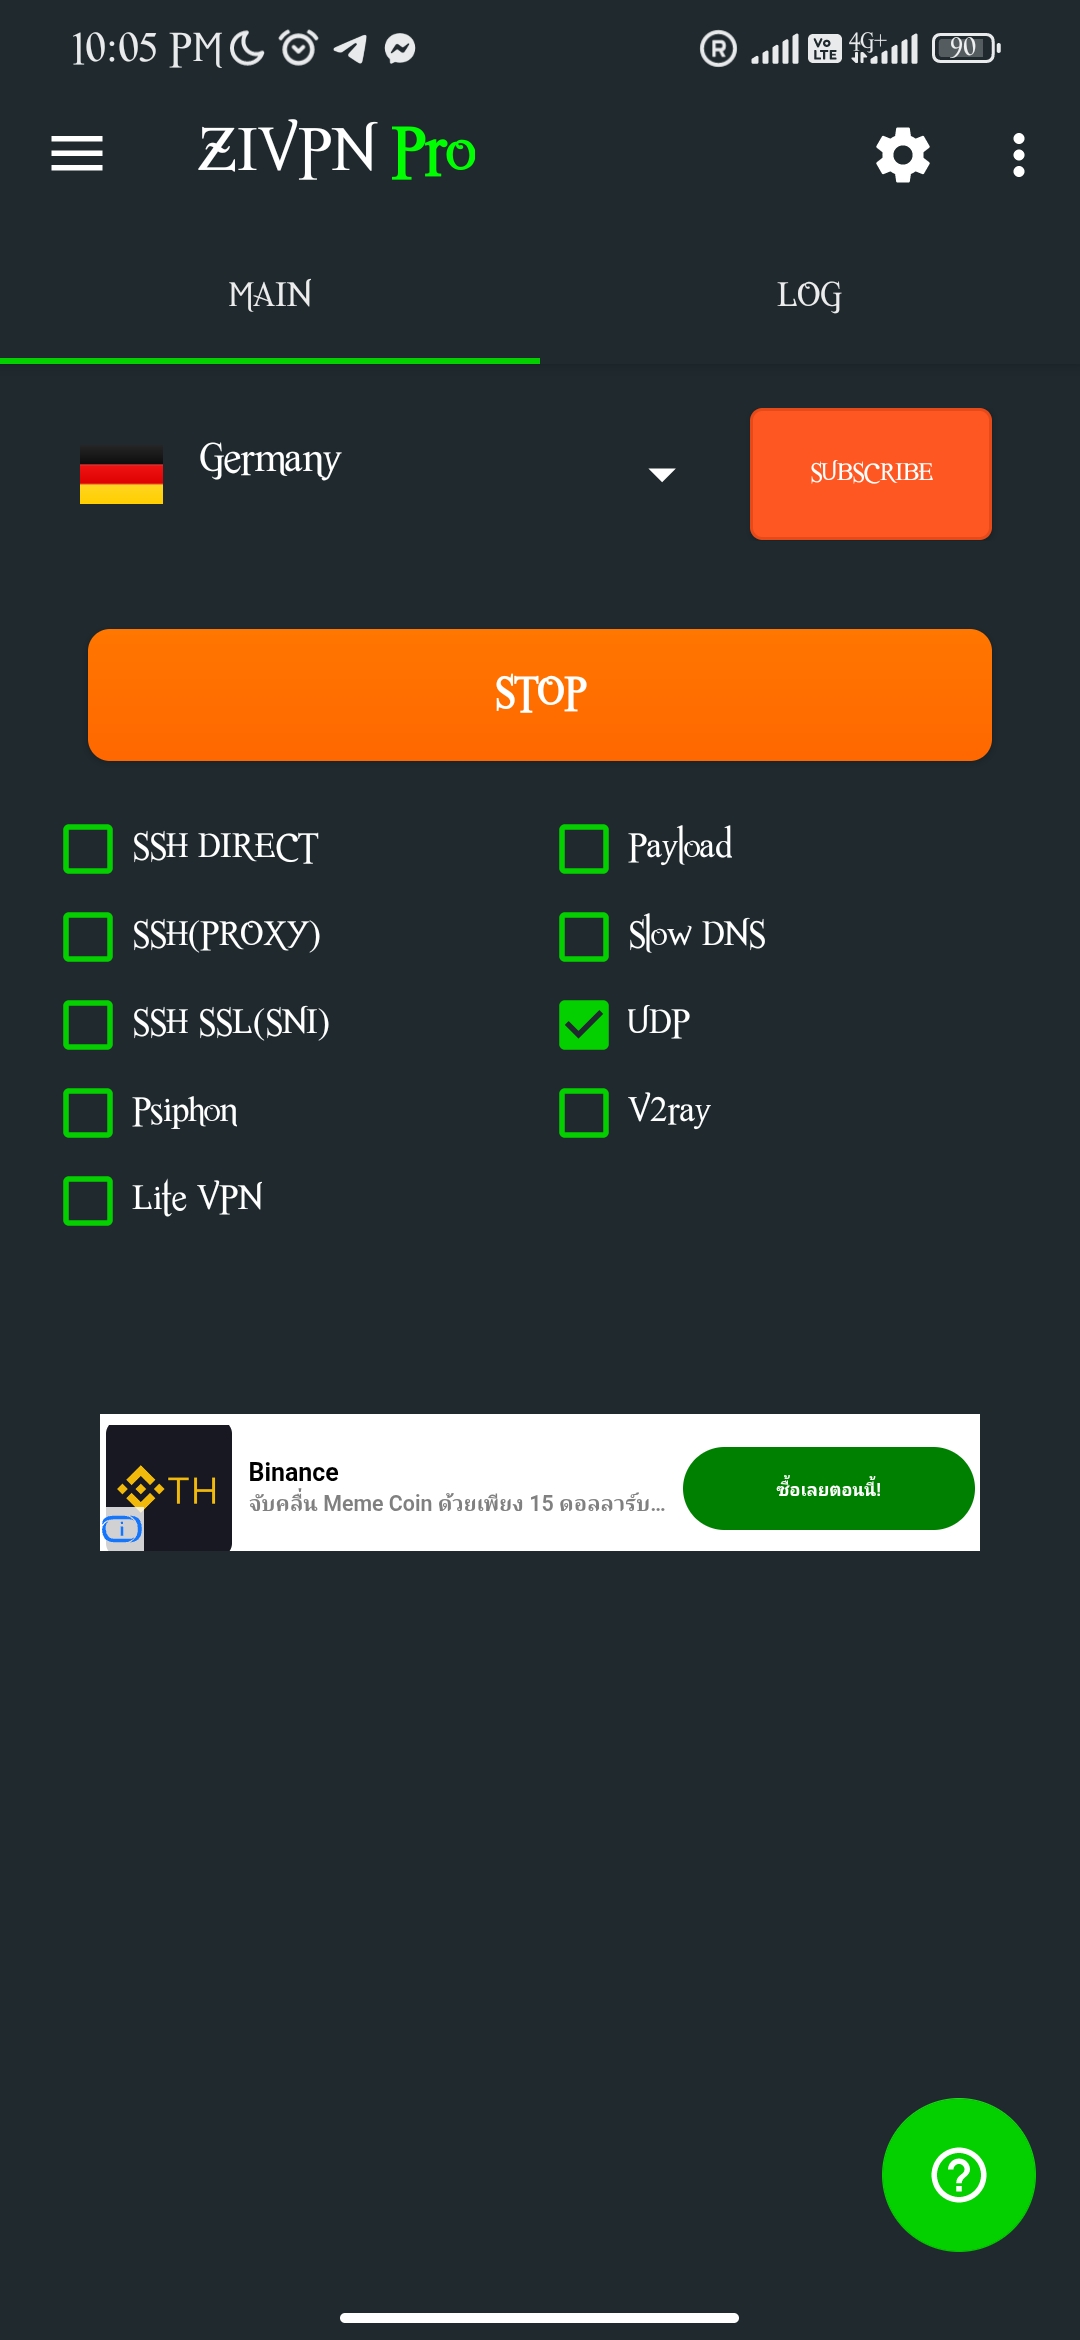 10:05 PM
R
Vo LTE
4G+
90
ZIVPN Pro
MAIN
LOG
Germany
SUBSCRIBE
STOP
SSH DIRECT
Payload
SSH(PROXY)
Slow DNS
SSH SSL(SNI)
UDP
Psiphon
V2ray
Lite VPN
TH
Binance
จับคลื่น Meme Coin ด้วยเพียง 15 ดอลลาร์บ...
ซื้อเลยตอนนี้!